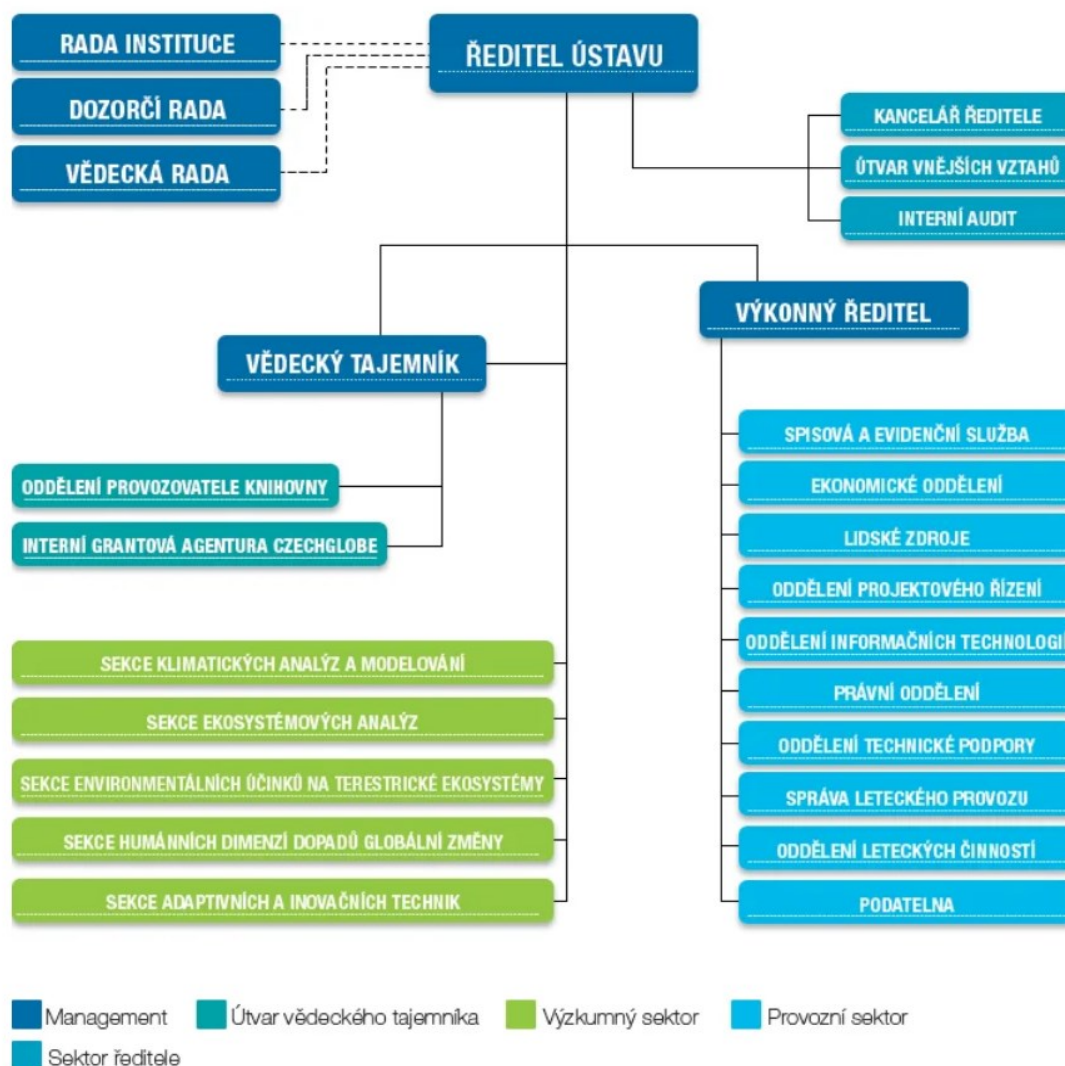 RADA INSTITUCE
DOZORČÍ RADA
VĚDECKÁ RADA
ŘEDITEL ÚSTAVU
KANCELÁŘ ŘEDITELE
ÚTVAR VNĚJŠÍCH VZTAHŮ
INTERNÍ AUDIT
VĚDECKÝ TAJEMNÍK
VÝKONNÝ ŘEDITEL
ODDĚLENÍ PROVOZOVATELE KNIHOVNY
INTERNÍ GRANTOVÁ AGENTURA CZECHGLOBE
SEKCE KLIMATICKÝCH ANALÝZ A MODELOVÁNÍ
SEKCE EKOSYSTÉMOVÝCH ANALÝZ
SEKCE ENVIRONMENTÁLNÍCH ÚČINKŮ NA TERESTRICKÉ EKOSYSTÉMY
SEKCE HUMÁNNÍCH DIMENZÍ DOPADŮ GLOBÁLNÍ ZMĚNY
SEKCE ADAPTIVNÍCH A INOVAČNÍCH TECHNIK
SPISOVÁ A EVIDENČNÍ SLUŽBA
EKONOMICKÉ ODDĚLENÍ
LIDSKÉ ZDROJE
ODDĚLENÍ PROJEKTOVÉHO ŘÍZENÍ
ODDĚLENÍ INFORMAČNÍCH TECHNOLOGIÍ
PRÁVNÍ ODDĚLENÍ
ODDĚLENÍ TECHNICKÉ PODPORY
SPRÁVA LETECKÉHO PROVOZU
ODDĚLENÍ LETECKÝCH ČINNOSTÍ
PODATELNA
Management
Útvar vědeckého tajemníka
Výzkumný sektor
Provozní sektor
Sektor ředitele